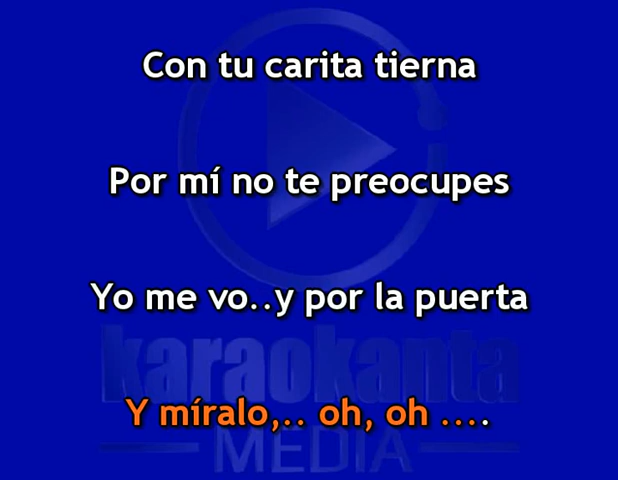 Con tu carita tierna
Por mí no te preocupes
Yo me vo..y por la puerta
karaokanta
Y míralo,.. oh, oh ....
MEDIA